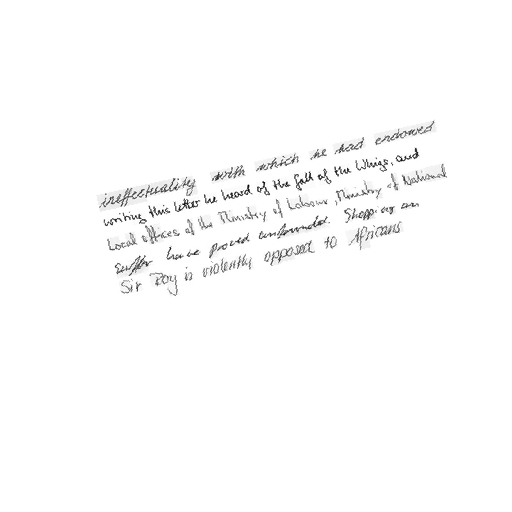 ineffectuality with which he had endowed
writing this letter he heard of the fall of the Whigs, and
Local offices of the Ministry of Labour, Ministry of National
suffer have proved unfounded. Shopp
Sir Roy is violently opposed to Africans